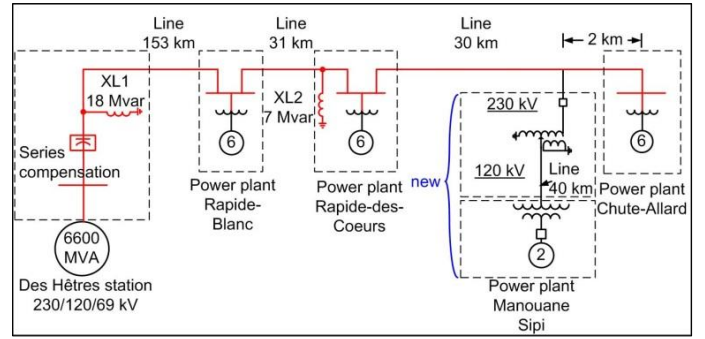 Line
153 km
Line
31 km
Line
30 km
2 km
XL1
18 Mvar
XL2
7 Mvar
Series
compensation
6
6
6
230 kV
120 kV
Line
40 km
new
Power plant
Rapide-
Blanc
Power plant
Rapide-des-
Coeurs
Power plant
Chute-Allard
6600
MVA
2
Des Hêtres station
230/120/69 kV
Power plant
Manouane
Sipi